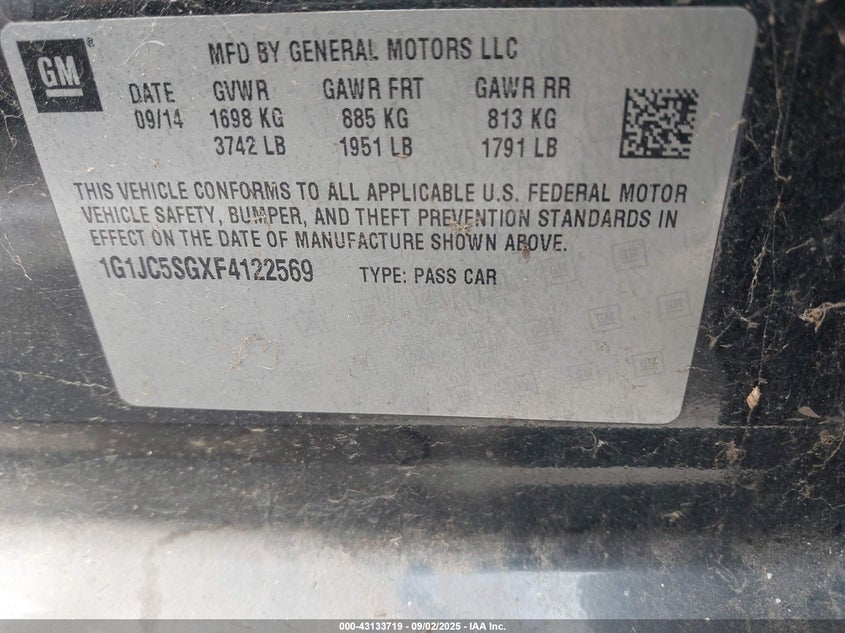 GM
MFD BY GENERAL MOTORS LLC
DATE GVWR GAWR FRT GAWR RR
09/14 1698 KG 885 KG 813 KG
3742 LB 1951 LB 1791 LB
THIS VEHICLE CONFORMS TO ALL APPLICABLE U.S. FEDERAL MOTOR
VEHICLE SAFETY, BUMPER, AND THEFT PREVENTION STANDARDS IN
EFFECT ON THE DATE OF MANUFACTURE SHOWN ABOVE.
1G1JC5SGXF4122569 TYPE: PASS CAR
000-43133719 - 09/02/2025 - IAA Inc.